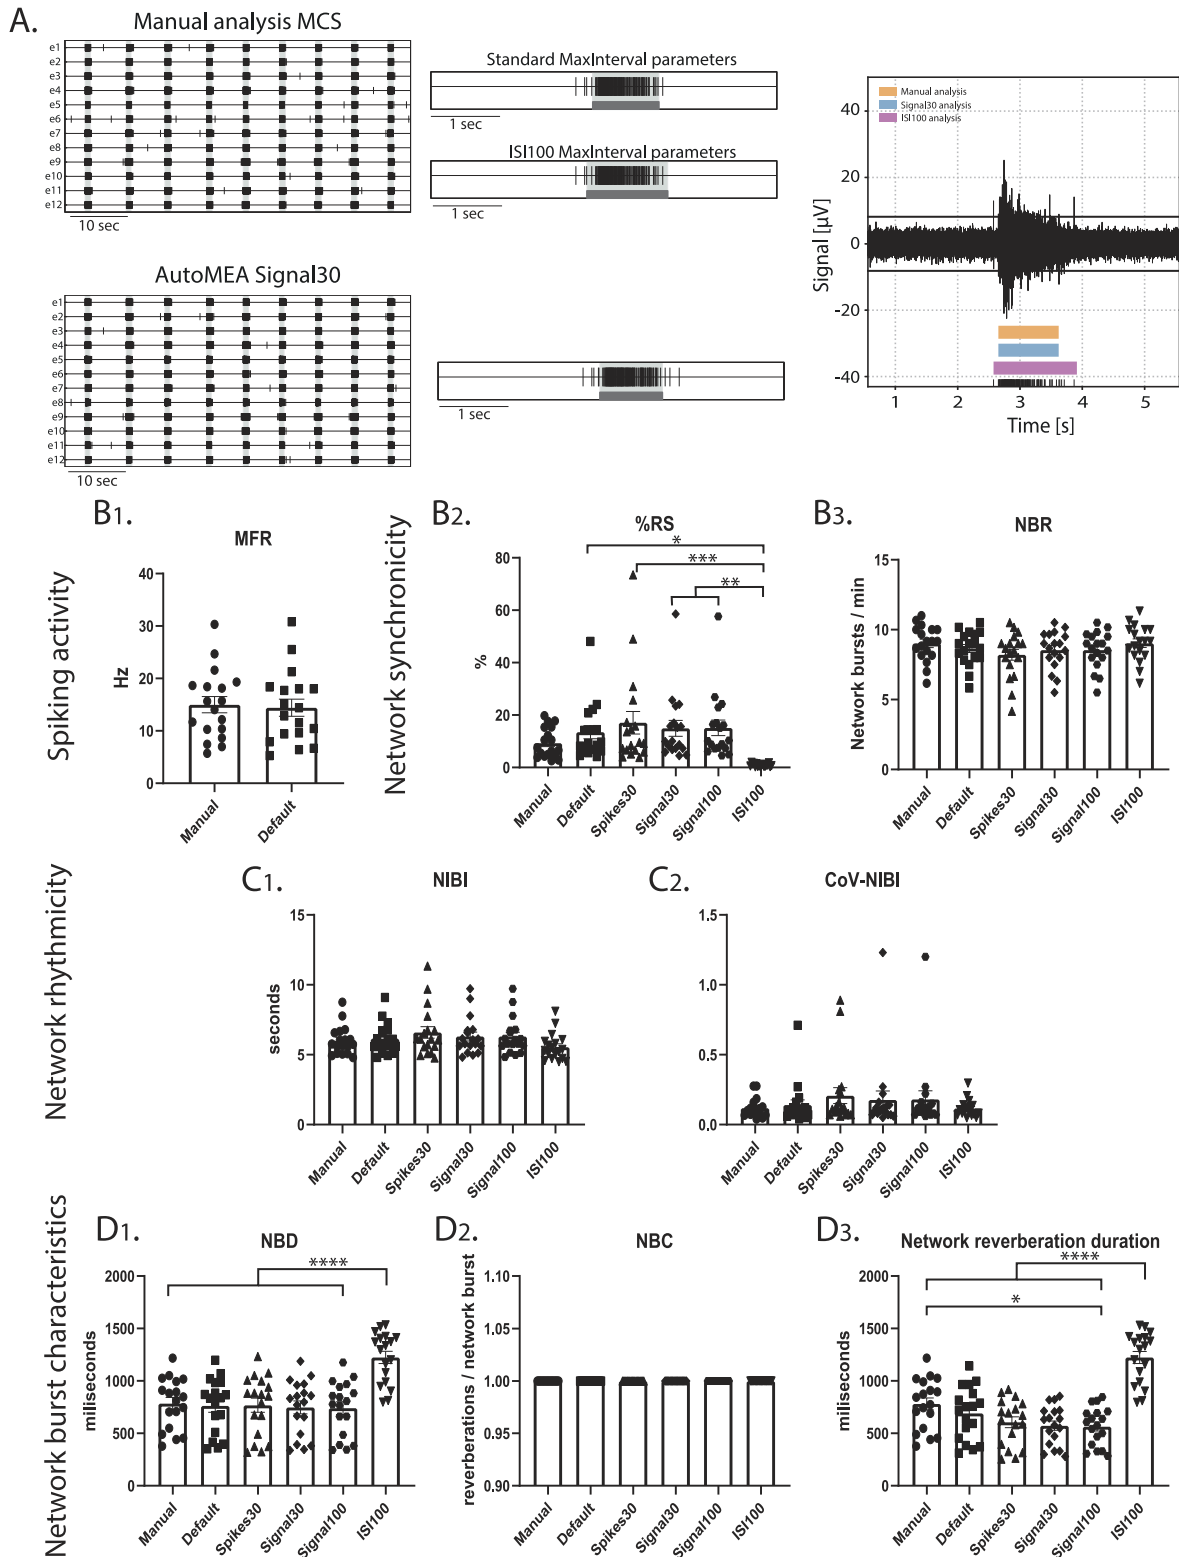 A.
Manual analysis MCS
e1
e2
e3
e4
e5
e6
e7
e8
e9
e10
e11
e12
10 sec
Standard MaxInterval parameters
1 sec
ISI100 MaxInterval parameters
1 sec
Manual analysis
Signal30 analysis
ISI100 analysis
Signal [µV]
40
20
0
-20
-40
1 2 3 4 5
Time [s]
AutoMEA Signal30
e1
e2
e3
e4
e5
e6
e7
e8
e9
e10
e11
e12
10 sec
1 sec
Spiking activity
B1.
MFR
Hz
40
30
20
10
0
Manual Default
Network synchronicity
B2.
%RS
%
80
60
40
20
0
*
***
**
Manual Default Spikes30 Signal30 Signal100 ISI100
B3.
NBR
Network bursts / min
15
10
5
0
Manual Default Spikes30 Signal30 Signal100 ISI100
Network rhythmicity
C1.
NIBI
seconds
15
10
5
0
Manual Default Spikes30 Signal30 Signal100 ISI100
C2.
CoV-NIBI
1.5
1.0
0.5
0.0
Manual Default Spikes30 Signal30 Signal100 ISI100
Network burst characteristics
D1.
NBD
miliseconds
2000
1500
1000
500
0
****
Manual Default Spikes30 Signal30 Signal100 ISI100
D2.
NBC
reverberations / network burst
1.10
1.05
1.00
0.95
0.90
Manual Default Spikes30 Signal30 Signal100 ISI100
D3.
Network reverberation duration
miliseconds
2000
1500
1000
500
0
****
*
Manual Default Spikes30 Signal30 Signal100 ISI100